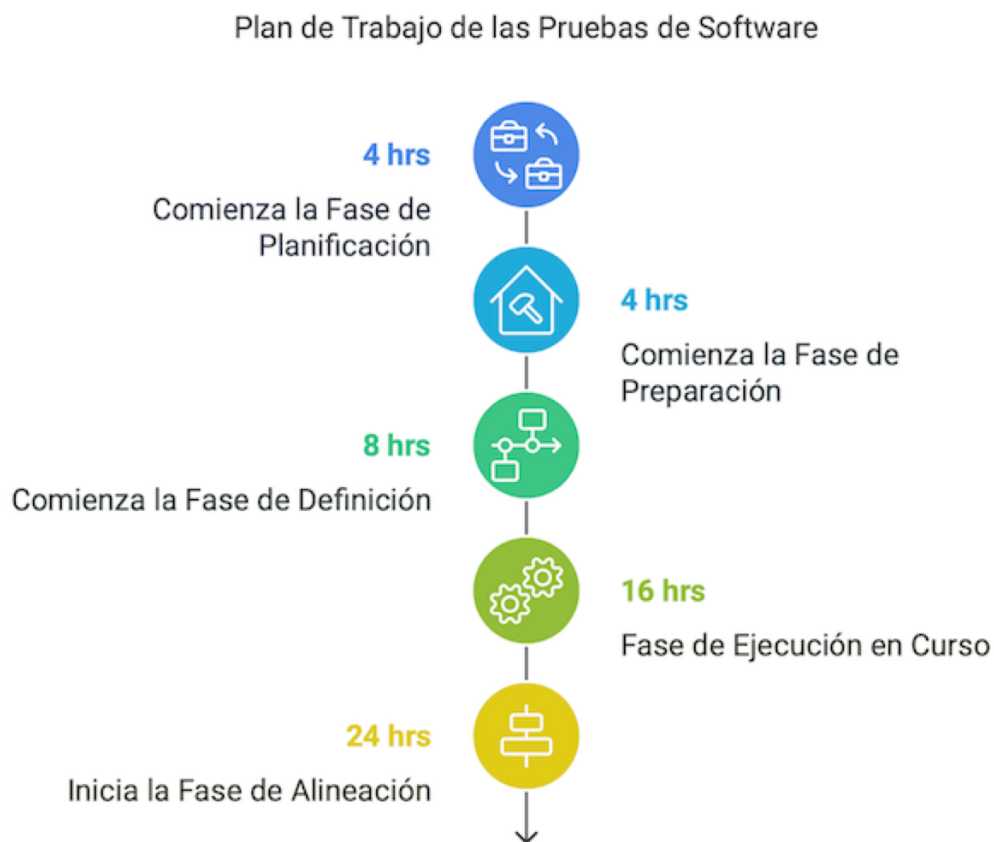 Plan de Trabajo de las Pruebas de Software
4 hrs
Comienza la Fase de
Planificación
4 hrs
Comienza la Fase de
Preparación
8 hrs
Comienza la Fase de Definición
16 hrs
Fase de Ejecución en Curso
24 hrs
Inicia la Fase de Alineación